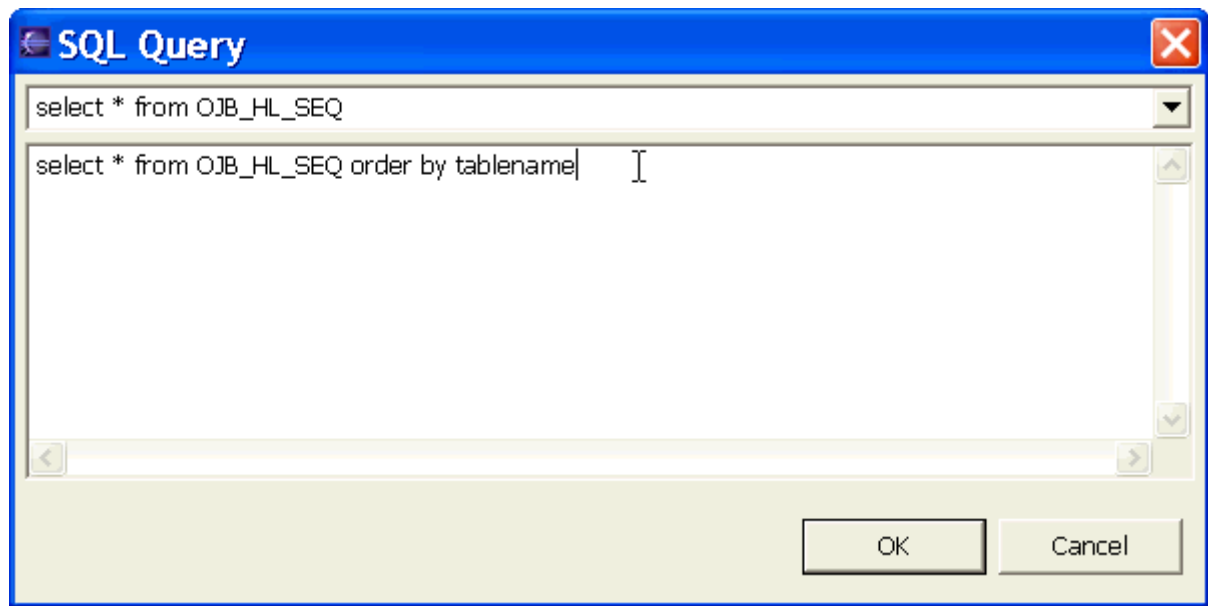 SQL Query
select * from OJB_HL_SEQ
select * from OJB_HL_SEQ order by tablename
OK
Cancel